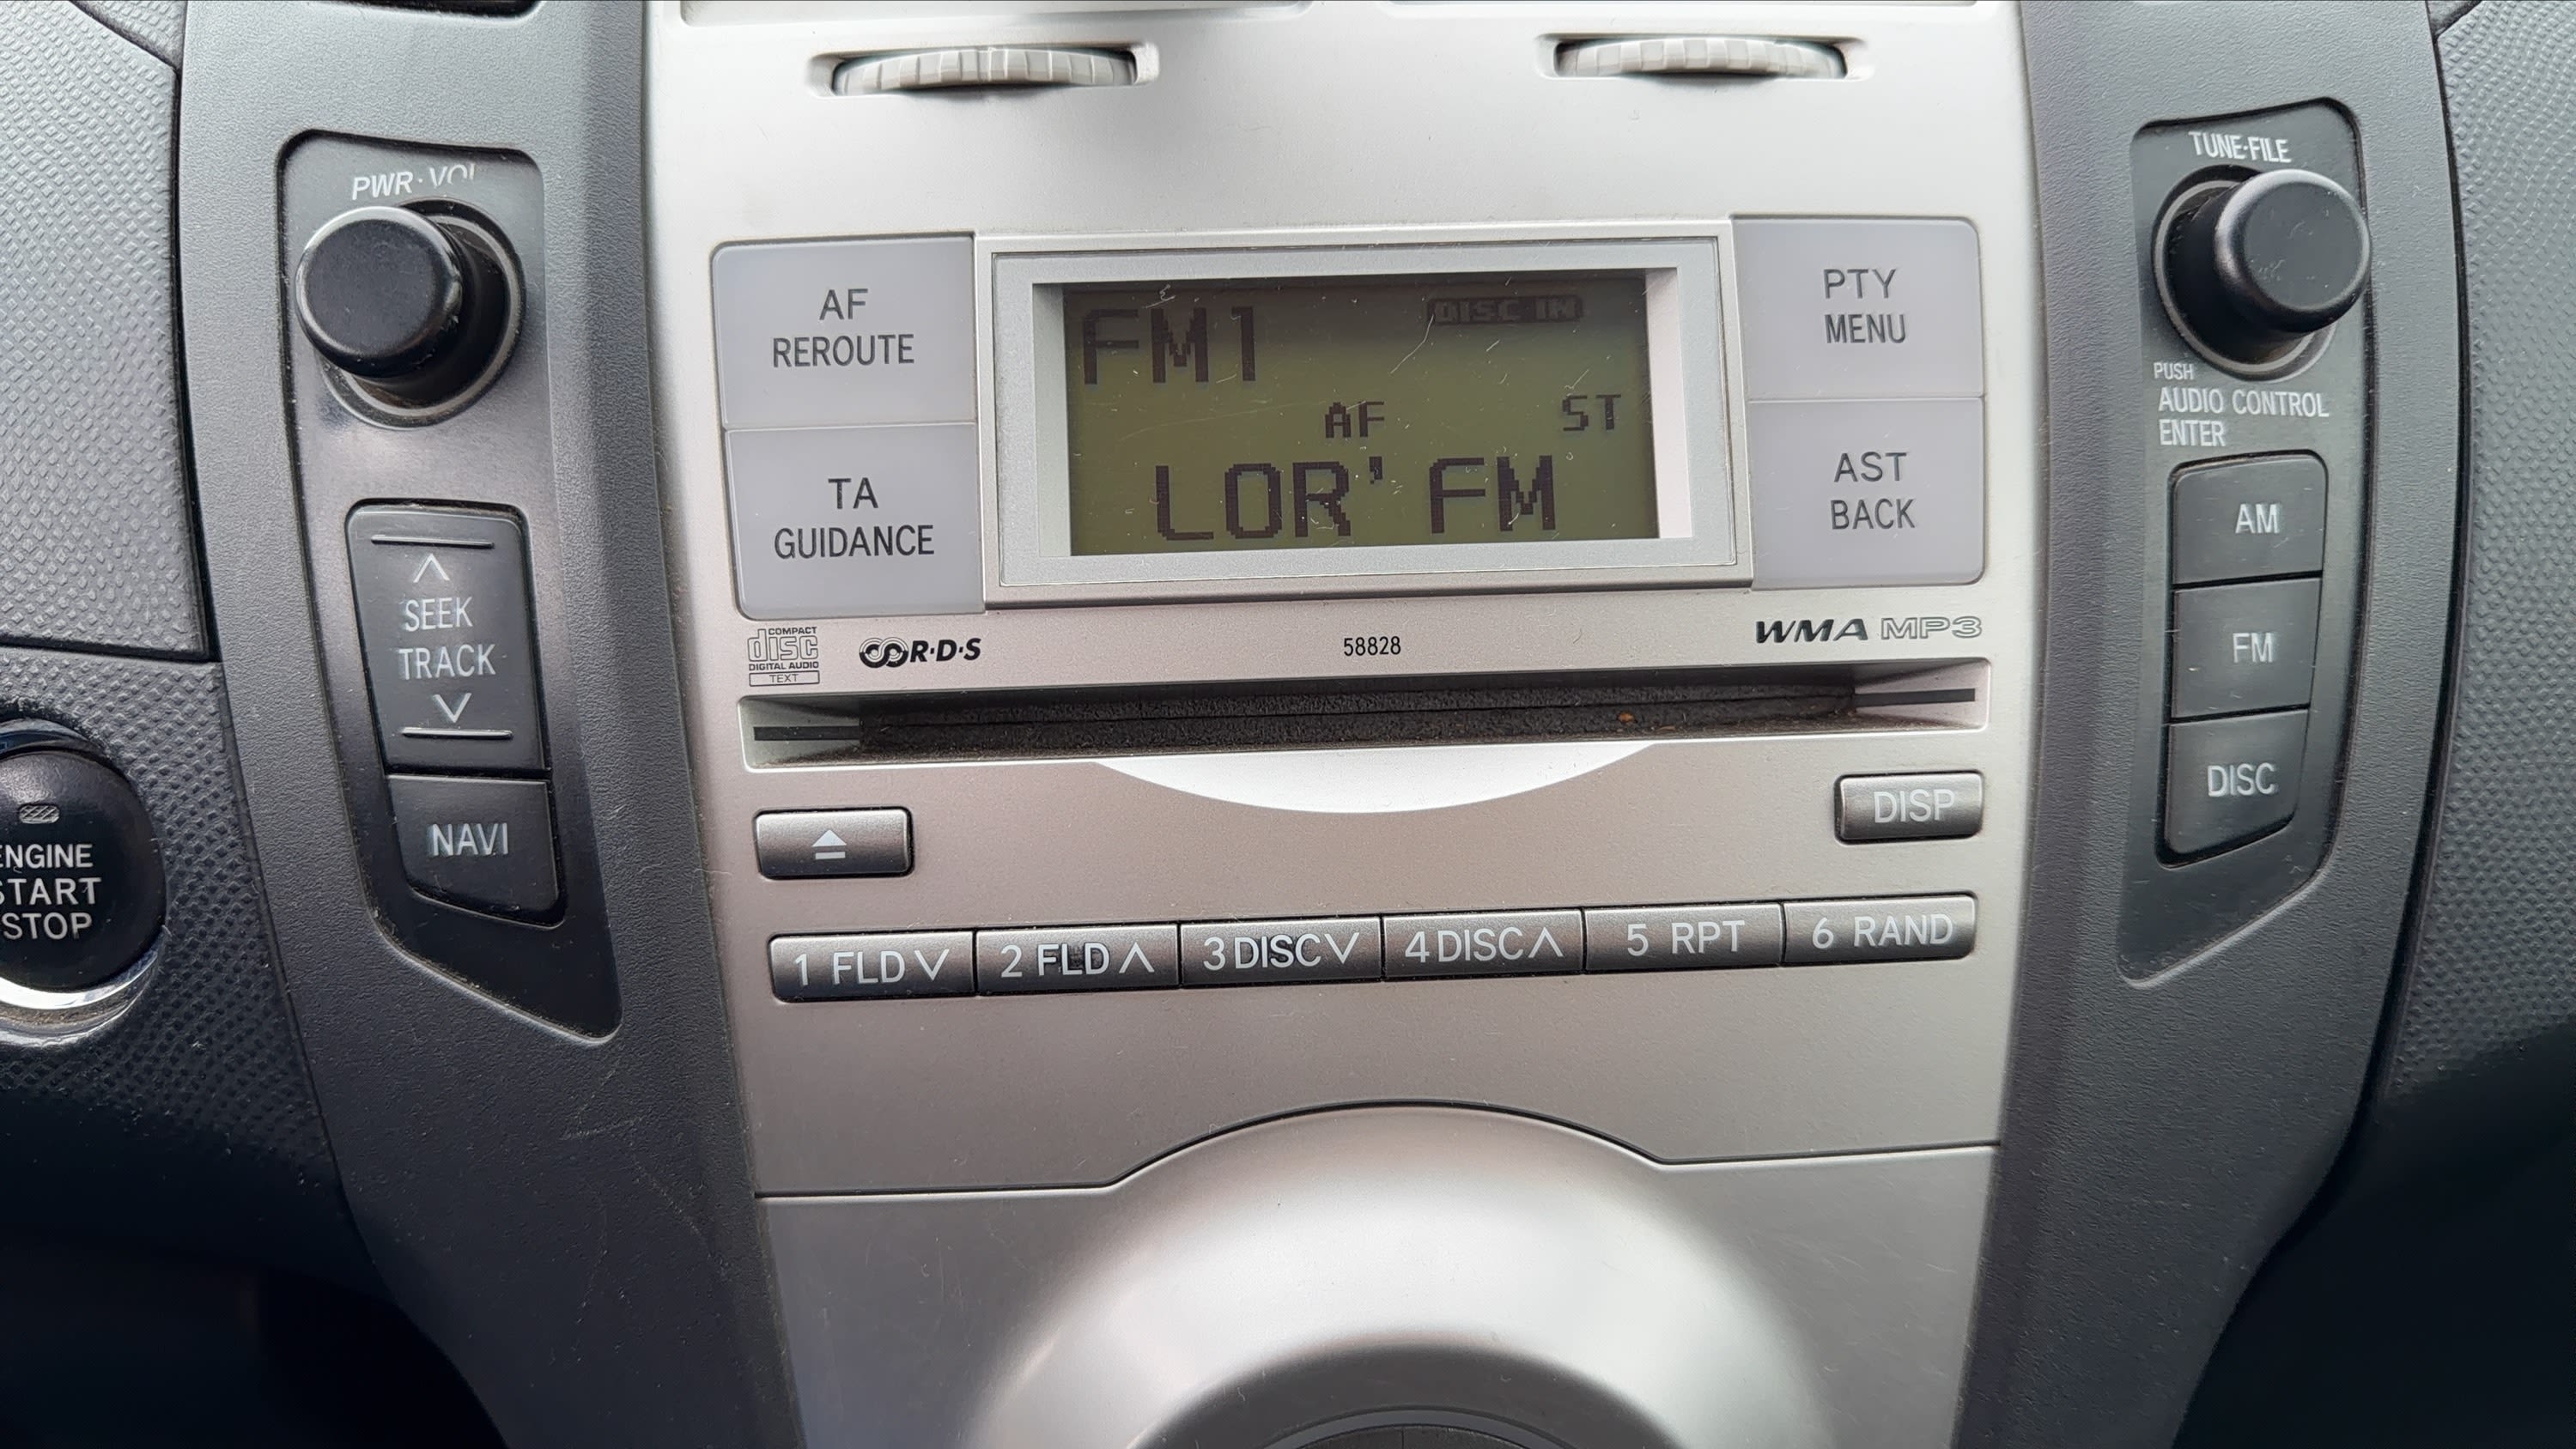 PWR·VOL
TUNE·FILE
AF
REROUTE
FM1
DISC IN
PTY
MENU
PUSH
AUDIO CONTROL
ENTER
AF ST
LOR' FM
TA
GUIDANCE
AST
BACK
AM
SEEK
TRACK
FM
COMPACT
disc
DIGITAL AUDIO
TEXT
R·D·S
58828
WMA MP3
DISC
NAVI
DISP
ENGINE
START
STOP
1 FLD ∨
2 FLD ∧
3 DISC ∨
4 DISC ∧
5 RPT
6 RAND